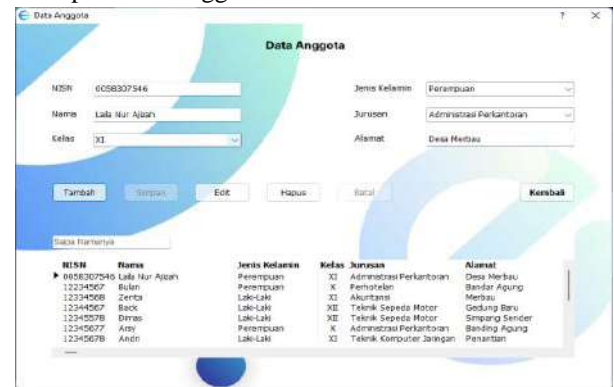 Data Anggota
Data Anggota
NISN 0058307546 Jenis Kelamin Perempuan
Nama Laila Nur Ajizah Jurusan Administrasi Perkantoran
Kelas XI Alamat Desa Merbau
Tambah Simpan Edit Hapus Batal Kembali
Siapa Namanya
NISN Nama Jenis Kelamin Kelas Jurusan Alamat
0058307546 Laila Nur Ajizah Perempuan XI Administrasi Perkantoran Desa Merbau
12234567 Bulan Perempuan X Perhotelan Bandar Agung
12334568 Zenta Laki-Laki XI Akuntansi Merbau
12344567 Back Laki-Laki XII Teknik Sepeda Motor Gedung Baru
12345578 Dimas Laki-Laki XII Teknik Sepeda Motor Simpang Sender
12345677 Amy Perempuan X Administrasi Perkantoran Banding Agung
12345678 Andri Laki-Laki XI Teknik Komputer Jaringan Penantian